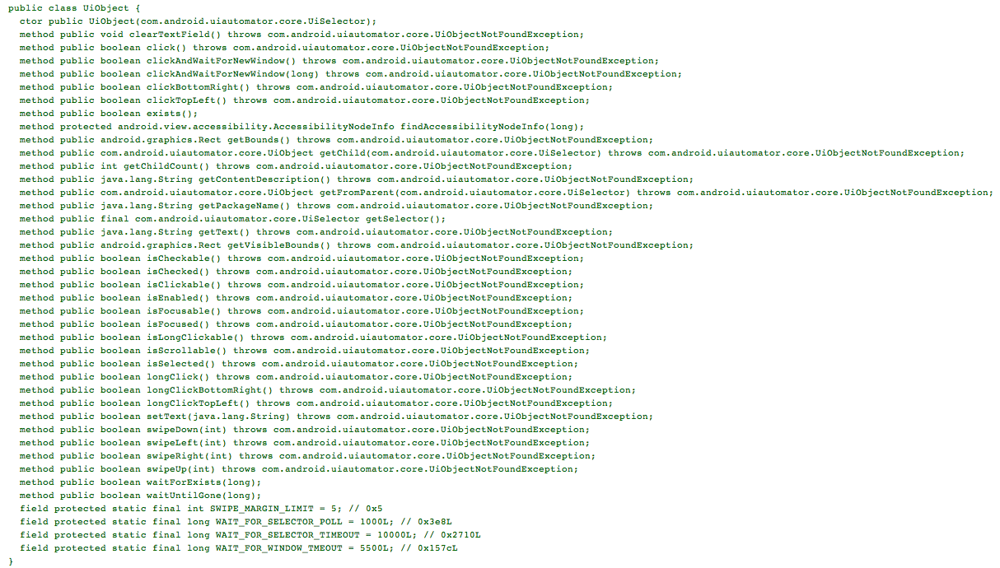 public class UiObject {
ctor public UiObject(com.android.uiautomator.core.UiSelector);
method public void clearTextField() throws com.android.uiautomator.core.UiObjectNotFoundException;
method public boolean click() throws com.android.uiautomator.core.UiObjectNotFoundException;
method public boolean clickAndWaitForNewWindow() throws com.android.uiautomator.core.UiObjectNotFoundException;
method public boolean clickAndWaitForNewWindow(long) throws com.android.uiautomator.core.UiObjectNotFoundException;
method public boolean clickBottomRight() throws com.android.uiautomator.core.UiObjectNotFoundException;
method public boolean clickTopLeft() throws com.android.uiautomator.core.UiObjectNotFoundException;
method public boolean exists();
method protected android.view.accessibility.AccessibilityNodeInfo findAccessibilityNodeInfo(long);
method public android.graphics.Rect getBounds() throws com.android.uiautomator.core.UiObjectNotFoundException;
method public com.android.uiautomator.core.UiObject getChild(com.android.uiautomator.core.UiSelector) throws com.android.uiautomator.core.UiObjectNotFoundException;
method public int getChildCount() throws com.android.uiautomator.core.UiObjectNotFoundException;
method public java.lang.String getContentDescription() throws com.android.uiautomator.core.UiObjectNotFoundException;
method public com.android.uiautomator.core.UiObject getFromParent(com.android.uiautomator.core.UiSelector) throws com.android.uiautomator.core.UiObjectNotFoundException;
method public java.lang.String getPackageName() throws com.android.uiautomator.core.UiObjectNotFoundException;
method public final com.android.uiautomator.core.UiSelector getSelector();
method public java.lang.String getText() throws com.android.uiautomator.core.UiObjectNotFoundException;
method public android.graphics.Rect getVisibleBounds() throws com.android.uiautomator.core.UiObjectNotFoundException;
method public boolean isCheckable() throws com.android.uiautomator.core.UiObjectNotFoundException;
method public boolean isChecked() throws com.android.uiautomator.core.UiObjectNotFoundException;
method public boolean isClickable() throws com.android.uiautomator.core.UiObjectNotFoundException;
method public boolean isEnabled() throws com.android.uiautomator.core.UiObjectNotFoundException;
method public boolean isFocusable() throws com.android.uiautomator.core.UiObjectNotFoundException;
method public boolean isFocused() throws com.android.uiautomator.core.UiObjectNotFoundException;
method public boolean isLongClickable() throws com.android.uiautomator.core.UiObjectNotFoundException;
method public boolean isScrollable() throws com.android.uiautomator.core.UiObjectNotFoundException;
method public boolean isSelected() throws com.android.uiautomator.core.UiObjectNotFoundException;
method public boolean longClick() throws com.android.uiautomator.core.UiObjectNotFoundException;
method public boolean longClickBottomRight() throws com.android.uiautomator.core.UiObjectNotFoundException;
method public boolean longClickTopLeft() throws com.android.uiautomator.core.UiObjectNotFoundException;
method public boolean setText(java.lang.String) throws com.android.uiautomator.core.UiObjectNotFoundException;
method public boolean swipeDown(int) throws com.android.uiautomator.core.UiObjectNotFoundException;
method public boolean swipeLeft(int) throws com.android.uiautomator.core.UiObjectNotFoundException;
method public boolean swipeRight(int) throws com.android.uiautomator.core.UiObjectNotFoundException;
method public boolean swipeUp(int) throws com.android.uiautomator.core.UiObjectNotFoundException;
method public boolean waitForExists(long);
method public boolean waitUntilGone(long);
field protected static final int SWIPE_MARGIN_LIMIT = 5; // 0x5
field protected static final long WAIT_FOR_SELECTOR_POLL = 1000L; // 0x3e8L
field protected static final long WAIT_FOR_SELECTOR_TIMEOUT = 10000L; // 0x2710L
field protected static final long WAIT_FOR_WINDOW_TMEOUT = 5500L; // 0x157cL
}